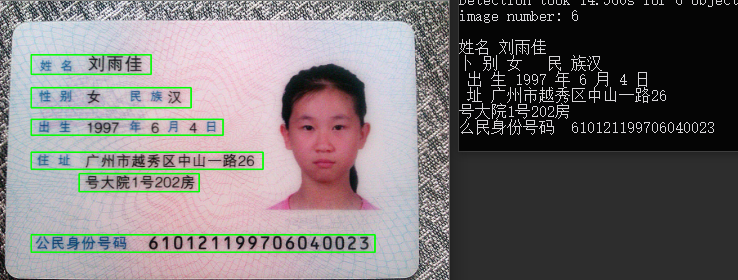 姓名 刘雨佳
性别 女 民族汉
出生 1997 年 6 月 4 日
住址 广州市越秀区中山一路26
号大院1号202房
公民身份号码 610121199706040023
image number: 6
姓名 刘雨佳
卜 别 女 民 族汉
出 生 1997 年 6 月 4 日
址 广州市越秀区中山一路26
号大院1号202房
么民身份号码 610121199706040023